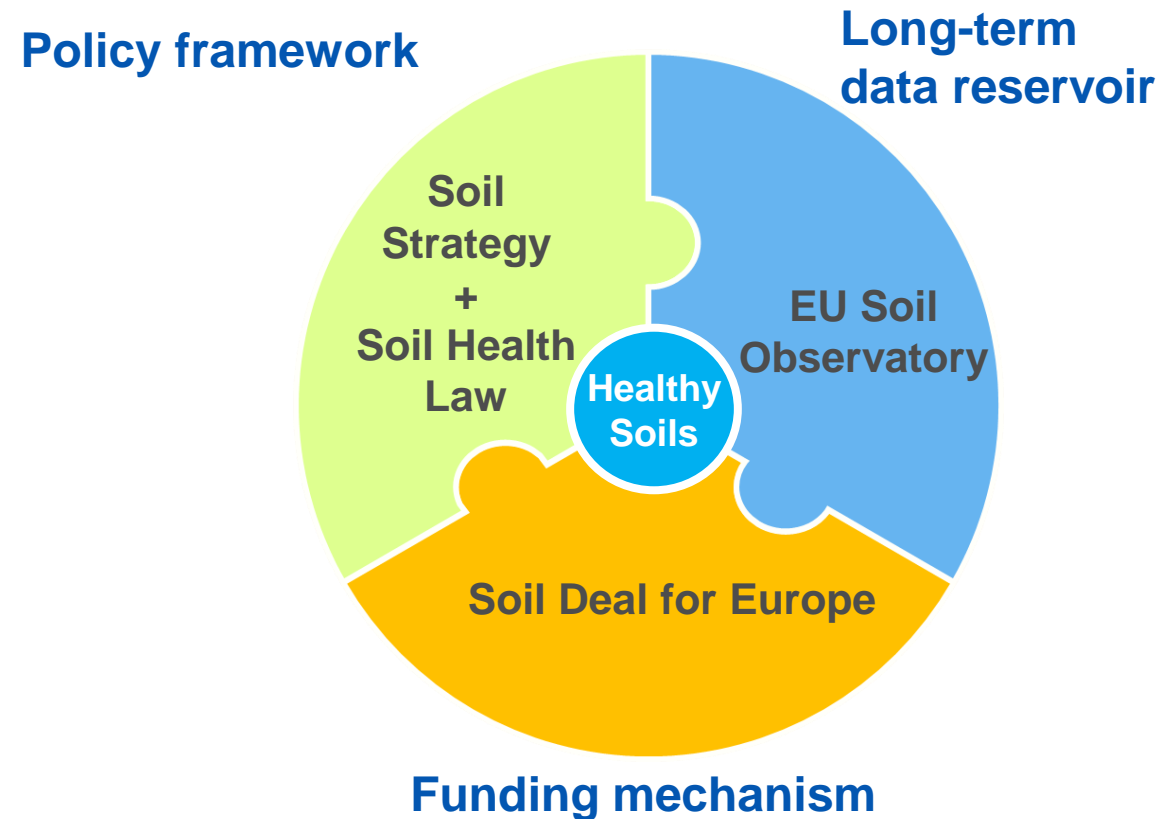 Policy framework
Long-term
data reservoir
Soil
Strategy
+
Soil Health
Law
EU Soil
Observatory
Healthy
Soils
Soil Deal for Europe
Funding mechanism